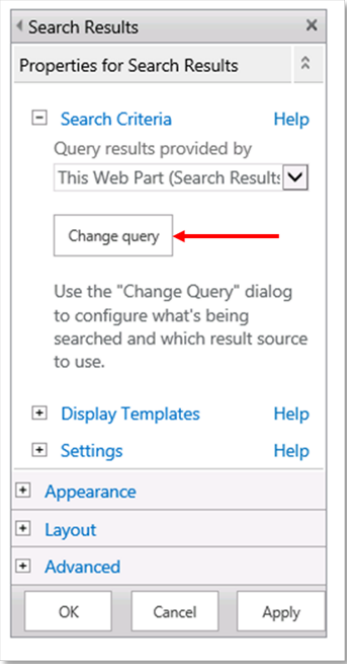 Search Results
Properties for Search Results
Search Criteria Help
Query results provided by
This Web Part (Search Results
Change query
Use the "Change Query" dialog
to configure what's being
searched and which result source
to use.
Display Templates Help
Settings Help
Appearance
Layout
Advanced
OK Cancel Apply